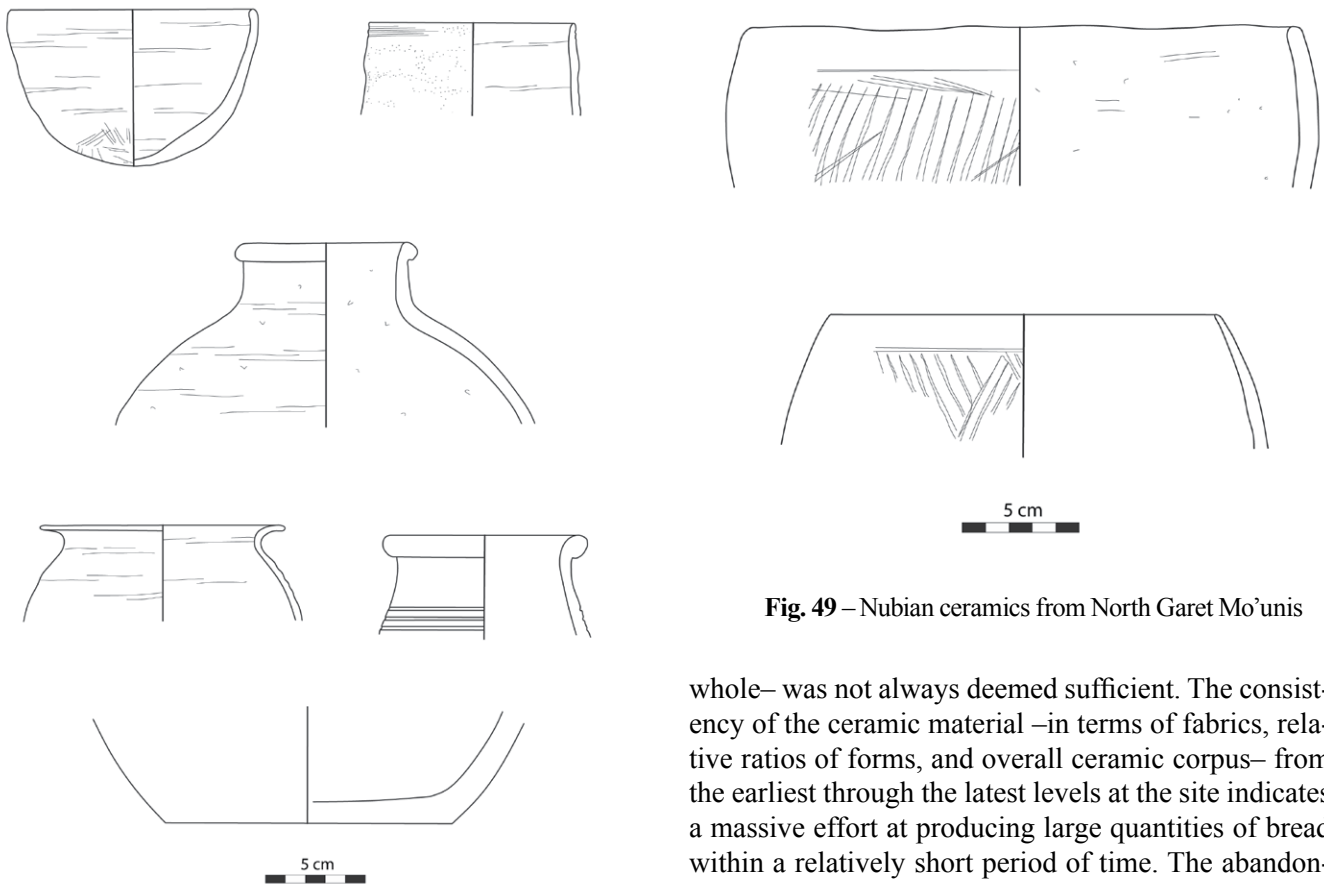 5 cm
5 cm
Fig. 49 – Nubian ceramics from North Garet Mo’unis
whole– was not always deemed sufficient. The consist-
ency of the ceramic material –in terms of fabrics, rela-
tive ratios of forms, and overall ceramic corpus– from
the earliest through the latest levels at the site indicates
a massive effort at producing large quantities of bread
within a relatively short period of time. The abandon-